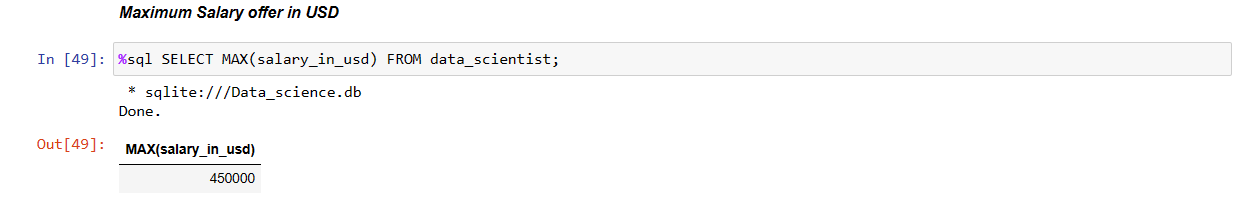 Maximum Salary offer in USD
In [49]: %sql SELECT MAX(salary_in_usd) FROM data_scientist;
* sqlite:///Data_science.db
Done.
Out[49]:
MAX(salary_in_usd)
450000